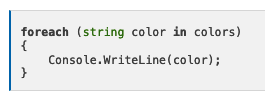 foreach (string color in colors)
{
    Console.WriteLine(color);
}